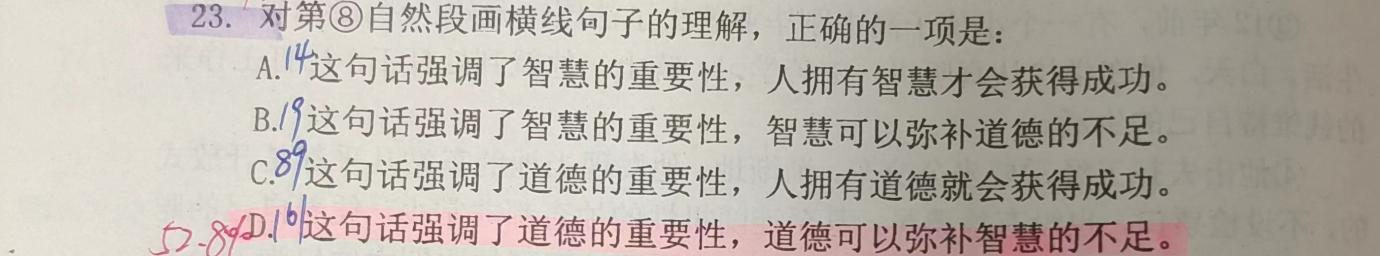 23. 对第⑧自然段画横线句子的理解，正确的一项是：
A.14这句话强调了智慧的重要性，人拥有智慧才会获得成功。
B.19这句话强调了智慧的重要性，智慧可以弥补道德的不足。
C.89这句话强调了道德的重要性，人拥有道德就会获得成功。
52.89% D.161这句话强调了道德的重要性，道德可以弥补智慧的不足。